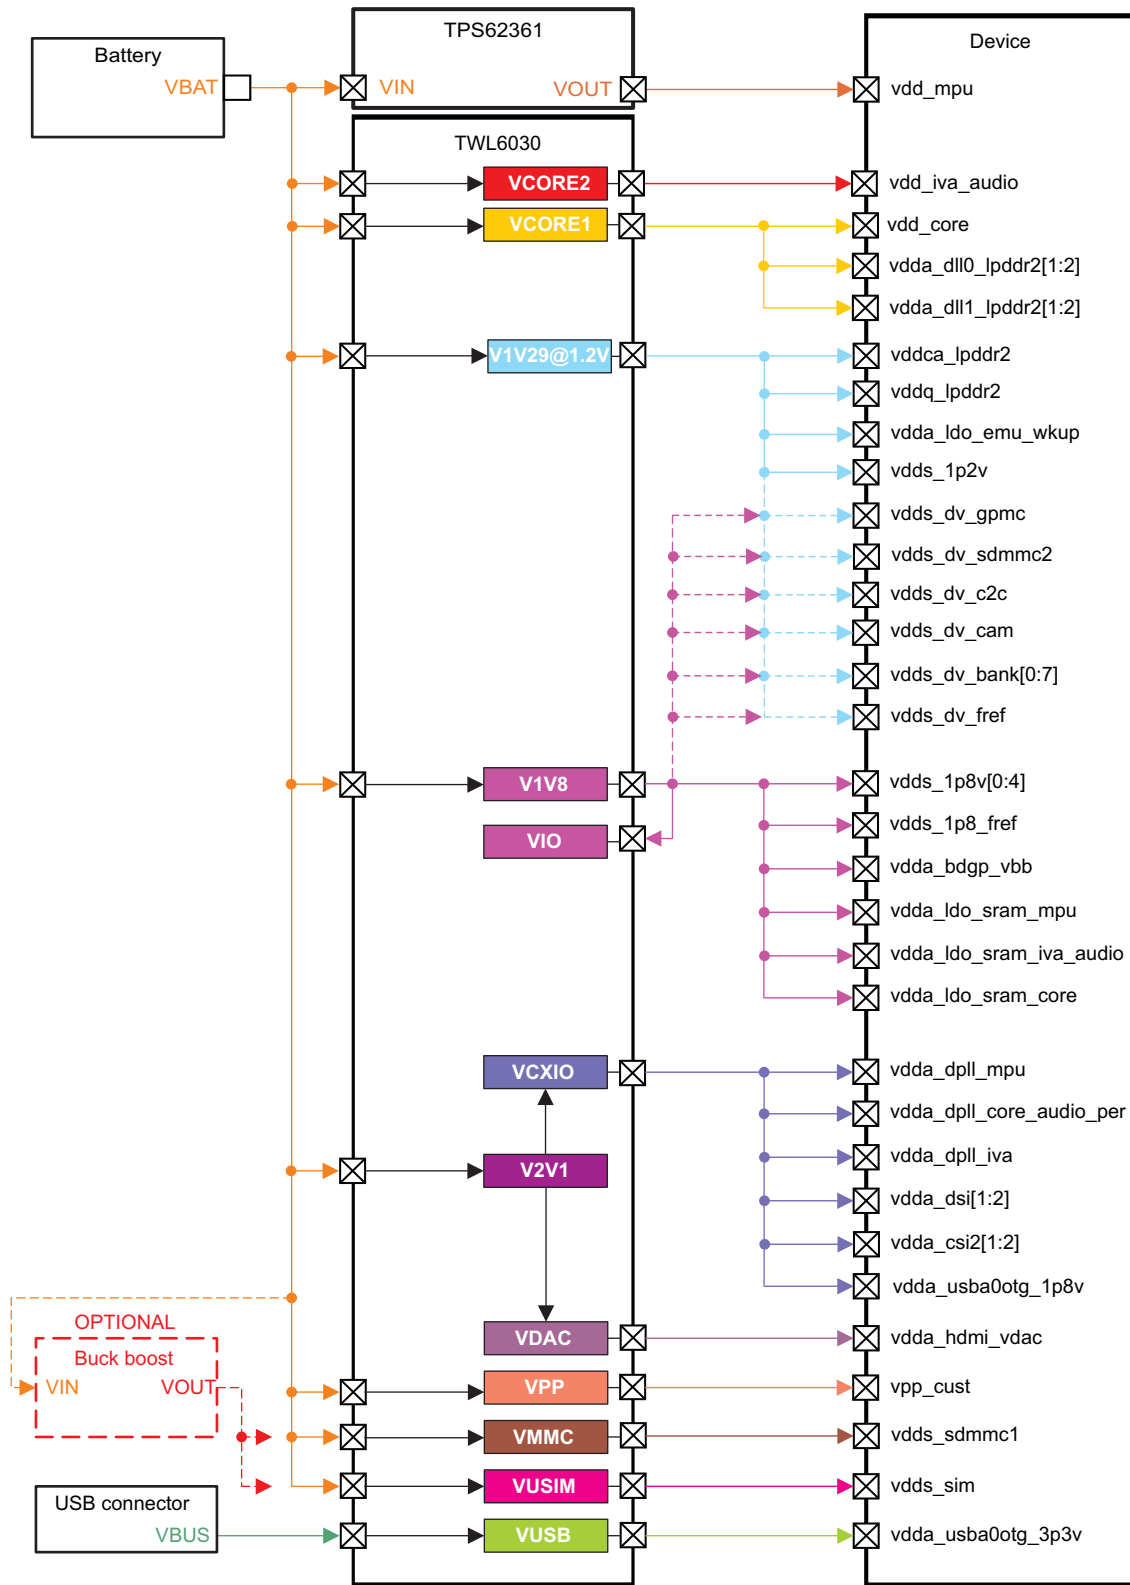 TPS62361
Battery
Device
VBAT
VIN
VOUT
vdd_mpu
TWL6030
VCORE2
vdd_iva_audio
VCORE1
vdd_core
vdda_dll0_lpddr2[1:2]
vdda_dll1_lpddr2[1:2]
V1V29@1.2V
vddca_lpddr2
vddq_lpddr2
vdda_ldo_emu_wkup
vdds_1p2v
vdds_dv_gpmc
vdds_dv_sdmmc2
vdds_dv_c2c
vdds_dv_cam
vdds_dv_bank[0:7]
vdds_dv_fref
V1V8
vdds_1p8v[0:4]
VIO
vdds_1p8_fref
vdda_bdgp_vbb
vdda_ldo_sram_mpu
vdda_ldo_sram_iva_audio
vdda_ldo_sram_core
VCXIO
vdda_dpll_mpu
vdda_dpll_core_audio_per
V2V1
vdda_dpll_iva
vdda_dsi[1:2]
vdda_csi2[1:2]
vdda_usba0otg_1p8v
OPTIONAL
VDAC
vdda_hdmi_vdac
Buck boost
VIN
VOUT
VPP
vpp_cust
VMMC
vdds_sdmmc1
VUSIM
vdds_sim
USB connector
VBUS
VUSB
vdda_usba0otg_3p3v